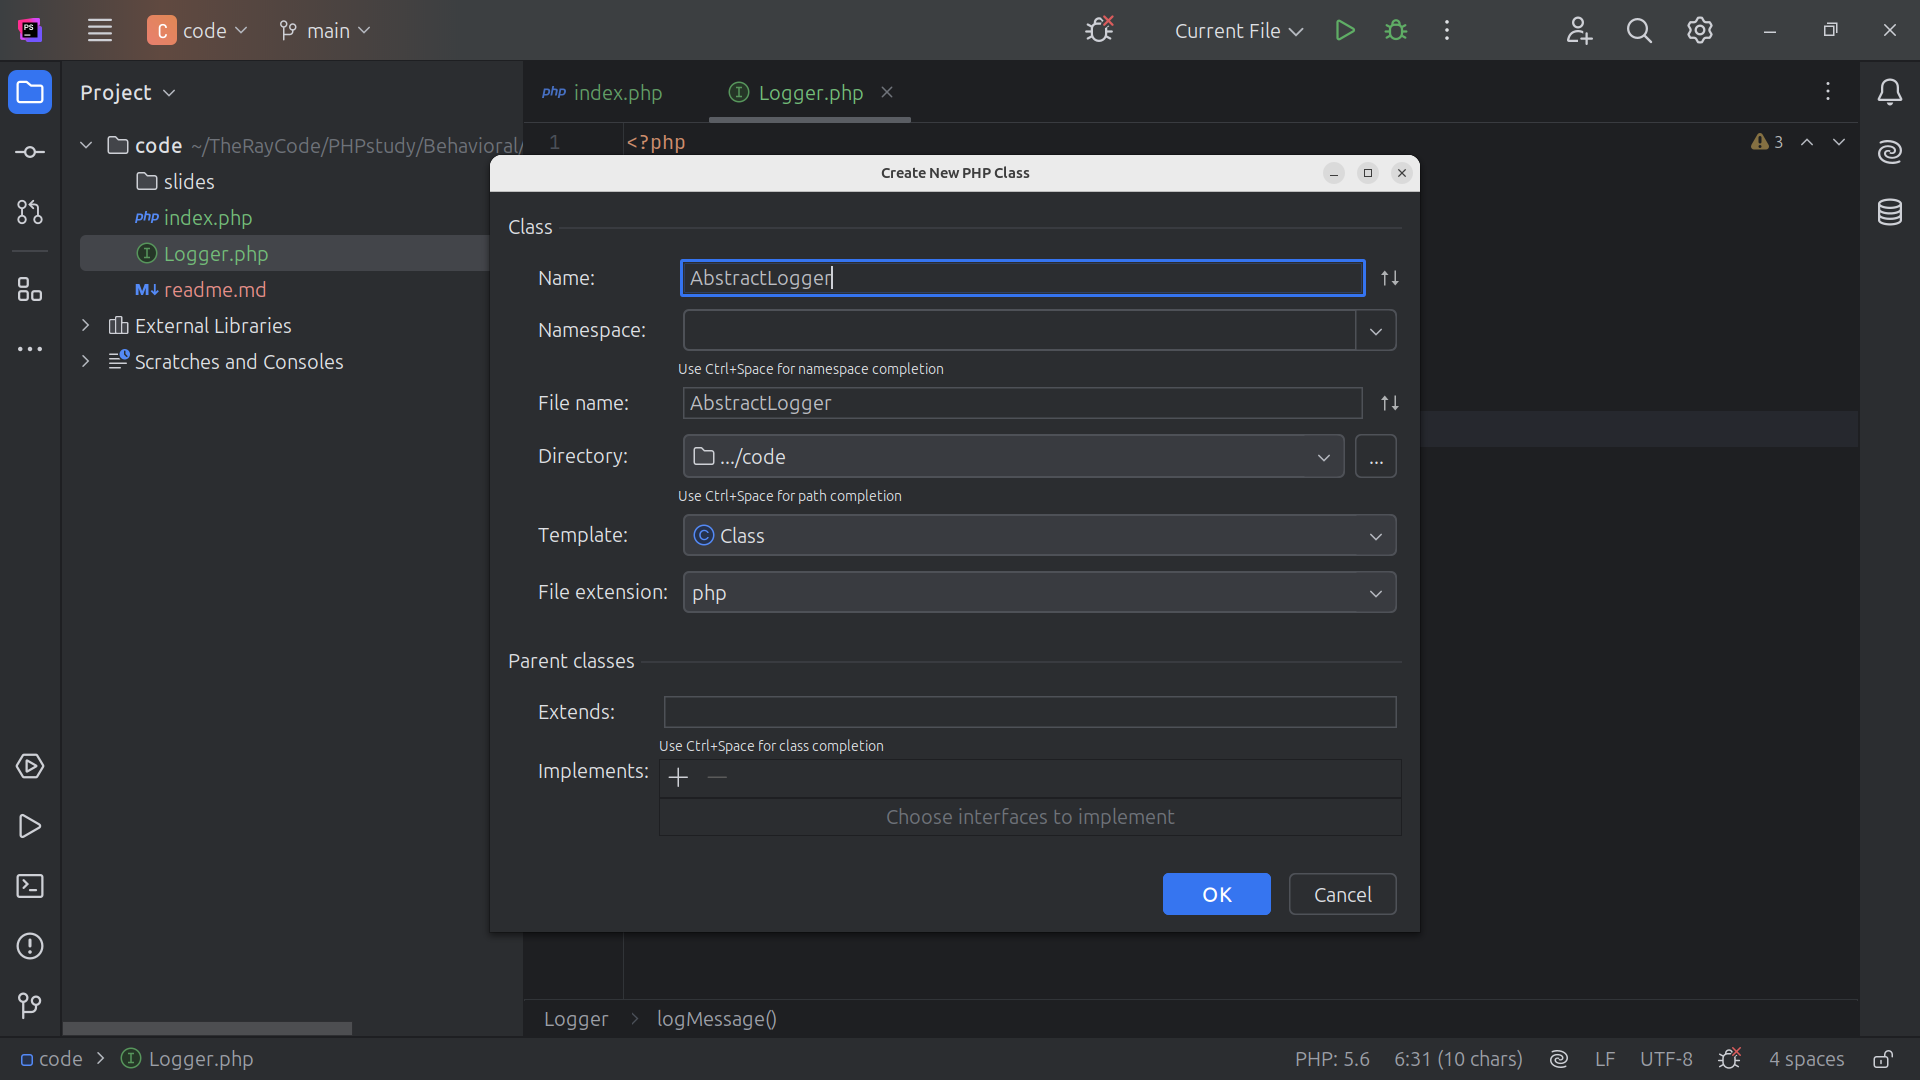 PS
C code main Current File
Project
php index.php
I Logger.php
1 <?php
3
code ~/TheRayCode/PHPstudy/Behavioral/
slides
php index.php
I Logger.php
M↓ readme.md
External Libraries
Scratches and Consoles
Create New PHP Class
Class
Name: AbstractLogger
Namespace:
Use Ctrl+Space for namespace completion
File name: AbstractLogger
Directory: .../code ...
Use Ctrl+Space for path completion
Template: C Class
File extension: php
Parent classes
Extends:
Use Ctrl+Space for class completion
Implements:
Choose interfaces to implement
OK Cancel
Logger > logMessage()
code > I Logger.php
PHP: 5.6 6:31 (10 chars) LF UTF-8 4 spaces